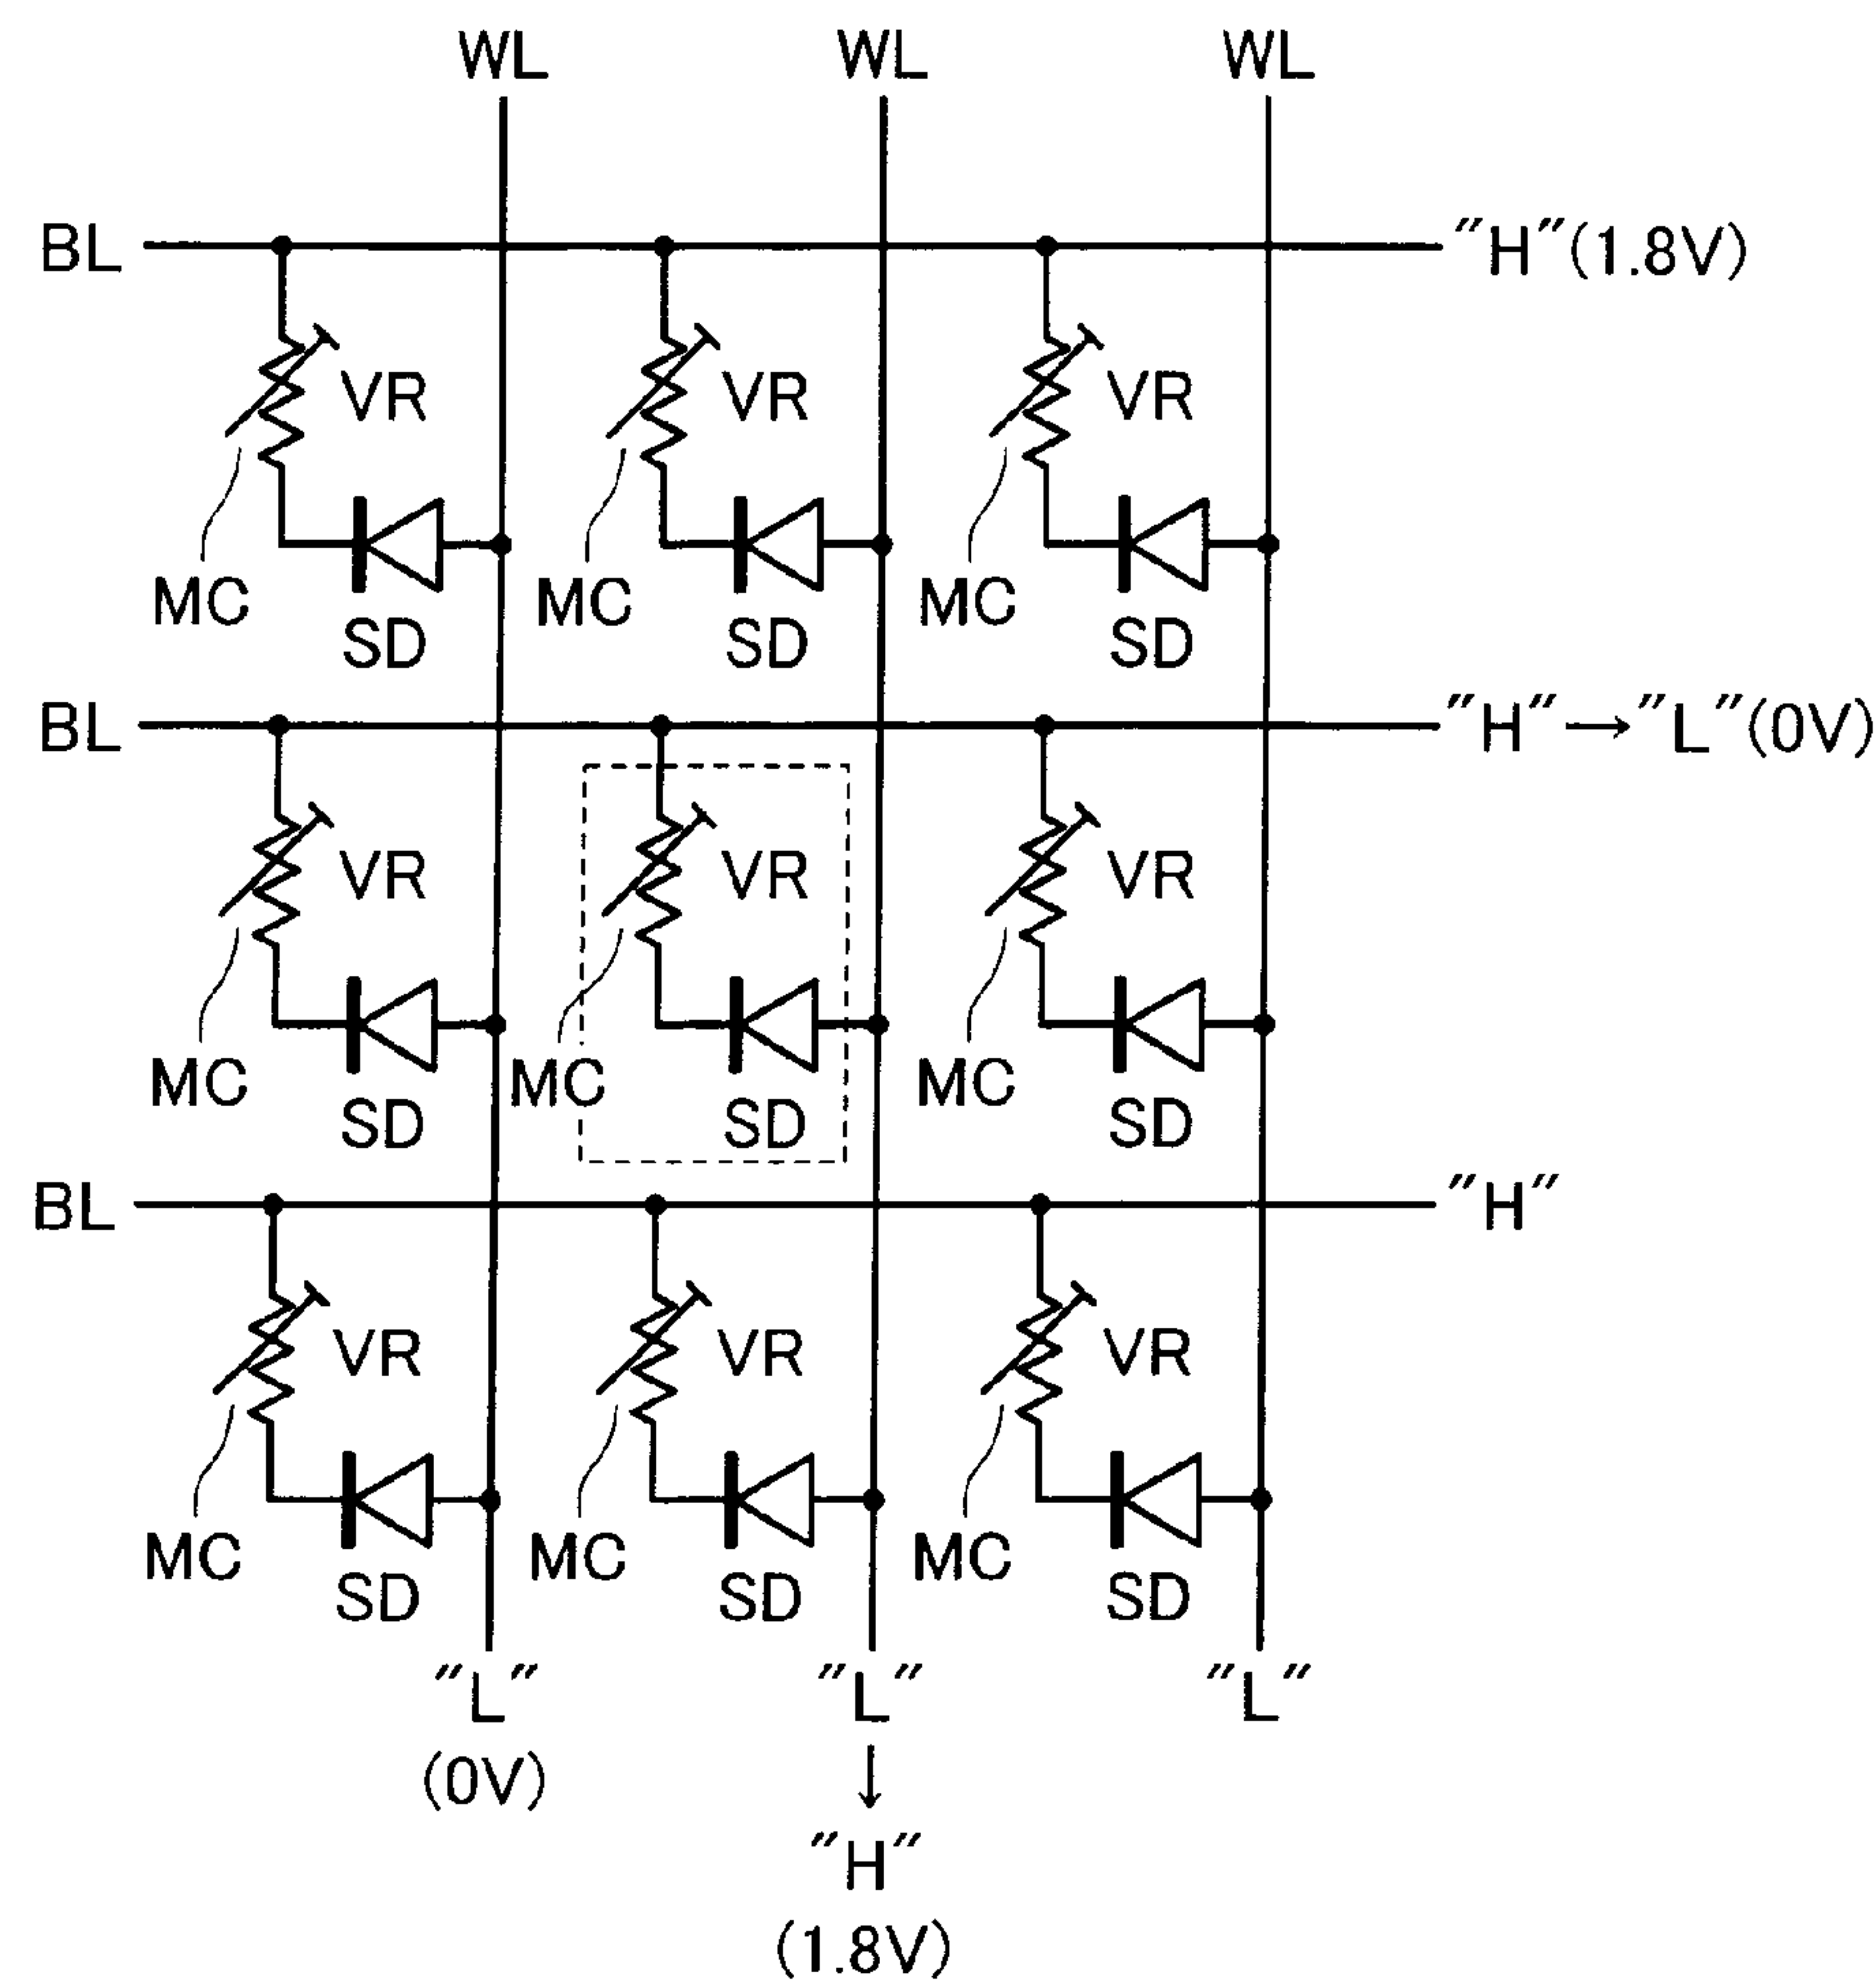 WL WL WL
BL "H"(1.8V)
VR VR VR
MC MC MC
SD SD SD
BL "H"→"L"(0V)
VR VR VR
MC MC MC
SD SD SD
BL "H"
VR VR VR
MC MC MC
SD SD SD
"L" "L" "L"
(0V) ↓
"H"
(1.8V)